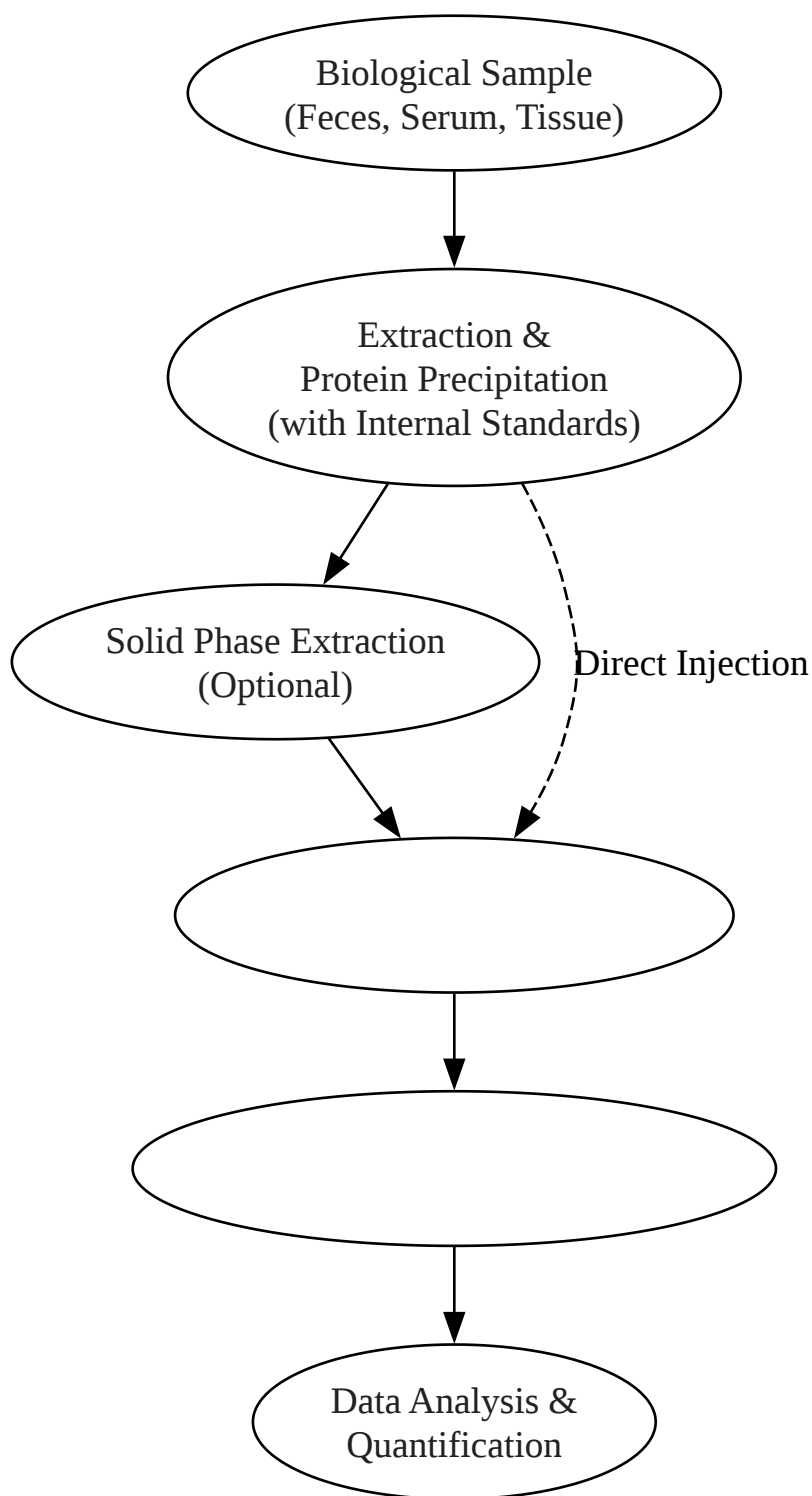 Biological Sample
(Feces, Serum, Tissue)
Extraction &
Protein Precipitation
(with Internal Standards)
Solid Phase Extraction
(Optional)
Direct Injection
Data Analysis &
Quantification